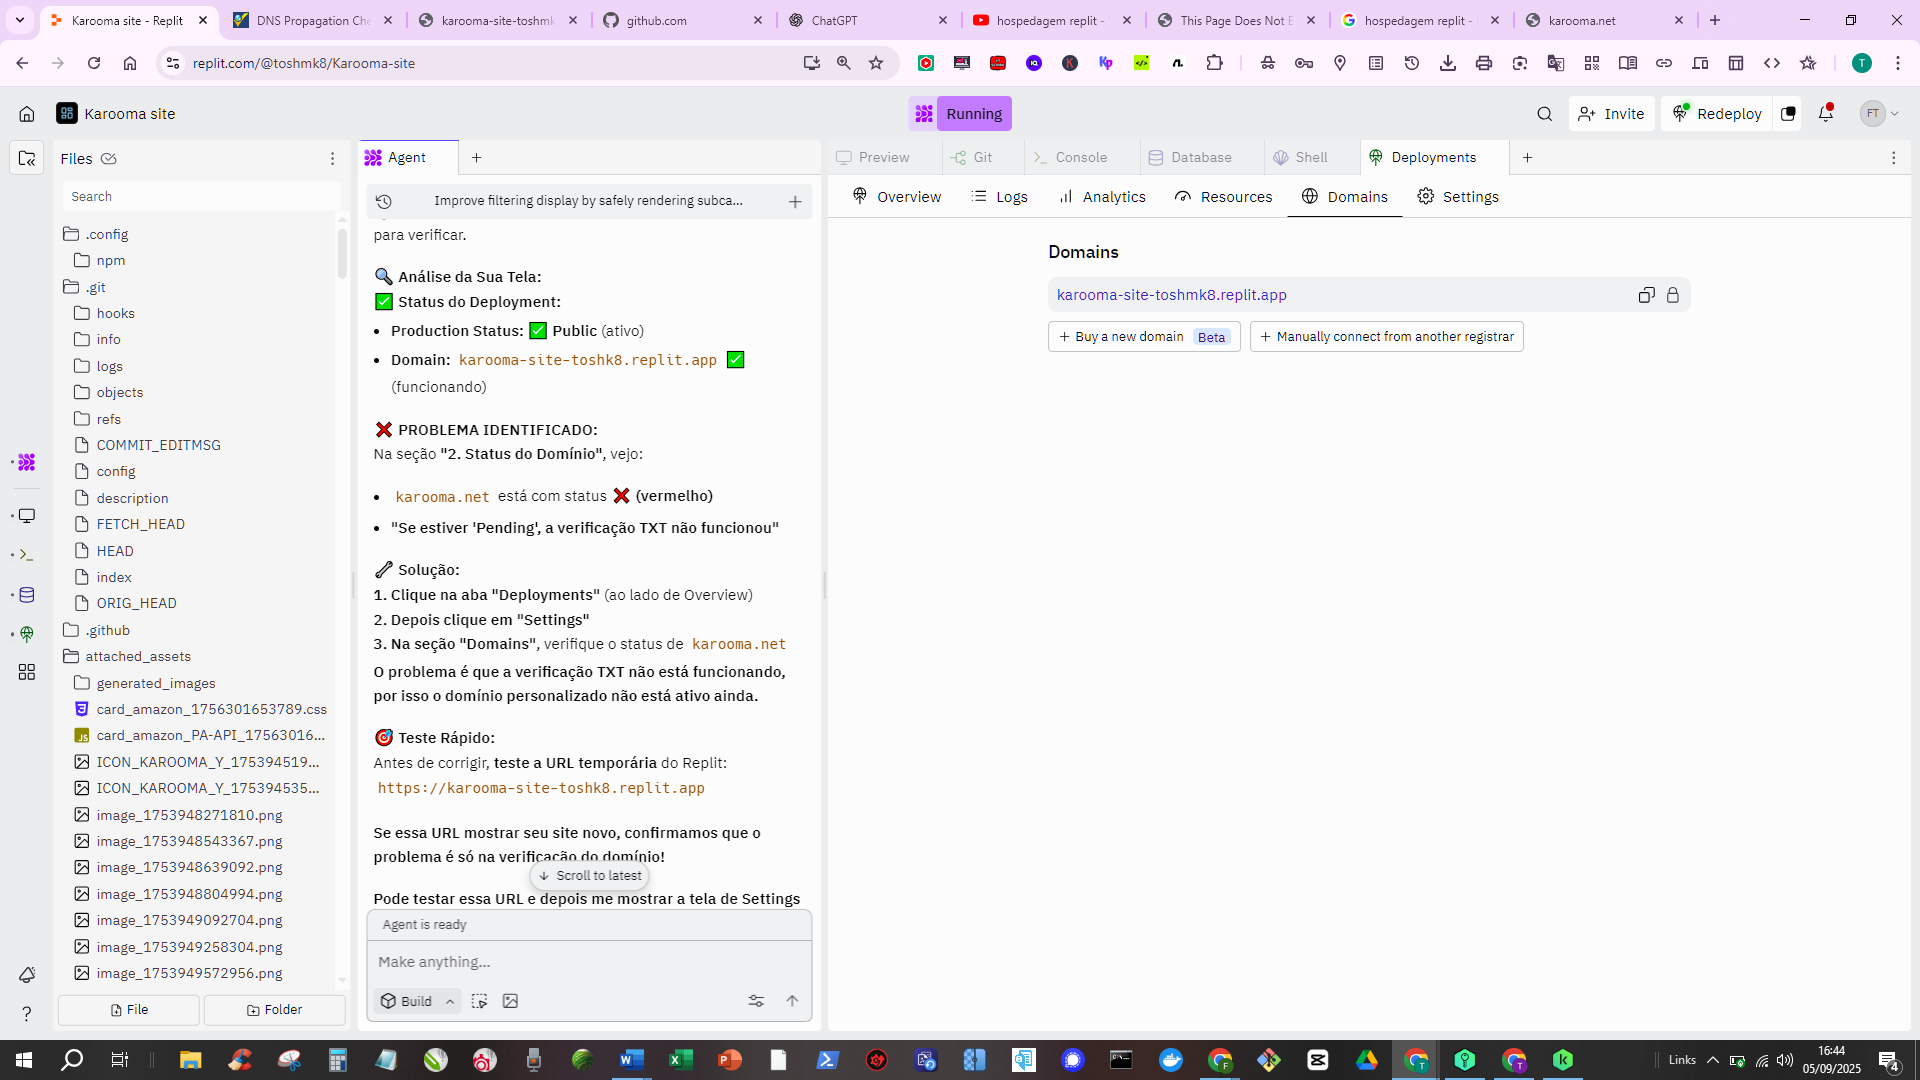 Karooma site - Replit
DNS Propagation Che
karooma-site-toshmk
github.com
ChatGPT
hospedagem replit -
This Page Does Not E
hospedagem replit -
karooma.net
replit.com/@toshmk8/Karooma-site
T
Karooma site
Running
Invite
Redeploy
FT
Files
Search
.config
npm
.git
hooks
info
logs
objects
refs
COMMIT_EDITMSG
config
description
FETCH_HEAD
HEAD
index
ORIG_HEAD
.github
attached_assets
generated_images
card_amazon_1756301653789.css
card_amazon_PA-API_17563016...
ICON_KAROOMA_Y_175394519...
ICON_KAROOMA_Y_175394535...
image_1753948271810.png
image_1753948543367.png
image_1753948639092.png
image_1753948804994.png
image_1753949092704.png
image_1753949258304.png
image_1753949572956.png
File
Folder
Agent
Improve filtering display by safely rendering subca...
para verificar.
🔍 Análise da Sua Tela:
✅ Status do Deployment:
• Production Status: ✅ Public (ativo)
• Domain: karooma-site-toshk8.replit.app ✅
(funcionando)
❌ PROBLEMA IDENTIFICADO:
Na seção "2. Status do Domínio", vejo:
• karooma.net está com status ❌ (vermelho)
• "Se estiver 'Pending', a verificação TXT não funcionou"
🔧 Solução:
1. Clique na aba "Deployments" (ao lado de Overview)
2. Depois clique em "Settings"
3. Na seção "Domains", verifique o status de karooma.net
O problema é que a verificação TXT não está funcionando,
por isso o domínio personalizado não está ativo ainda.
🎯 Teste Rápido:
Antes de corrigir, teste a URL temporária do Replit:
https://karooma-site-toshk8.replit.app
Se essa URL mostrar seu site novo, confirmamos que o
problema é só na verificação do domínio!
Scroll to latest
Pode testar essa URL e depois me mostrar a tela de Settings
Agent is ready
Make anything...
Build
Preview
Git
Console
Database
Shell
Deployments
Overview
Logs
Analytics
Resources
Domains
Settings
Domains
karooma-site-toshmk8.replit.app
+ Buy a new domain Beta
+ Manually connect from another registrar
Links
16:44
05/09/2025
4